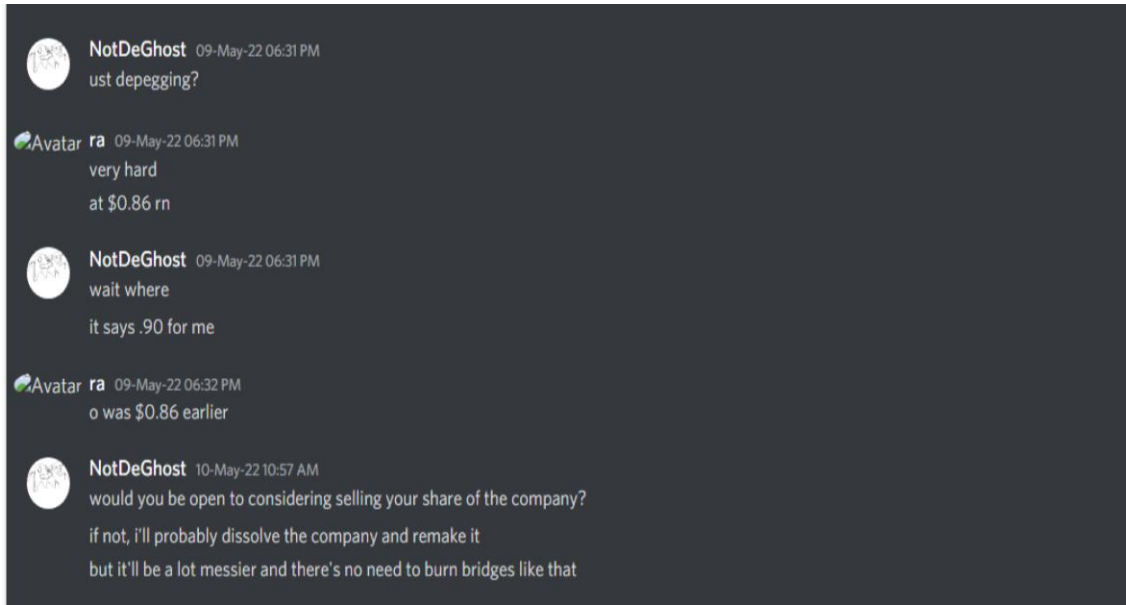 NotDeGhost 09-May-22 06:31 PM
ust depegging?
Avatar ra 09-May-22 06:31 PM
very hard
at $0.86 rn
NotDeGhost 09-May-22 06:31 PM
wait where
it says .90 for me
Avatar ra 09-May-22 06:32 PM
o was $0.86 earlier
NotDeGhost 10-May-22 10:57 AM
would you be open to considering selling your share of the company?
if not, i'll probably dissolve the company and remake it
but it'll be a lot messier and there's no need to burn bridges like that